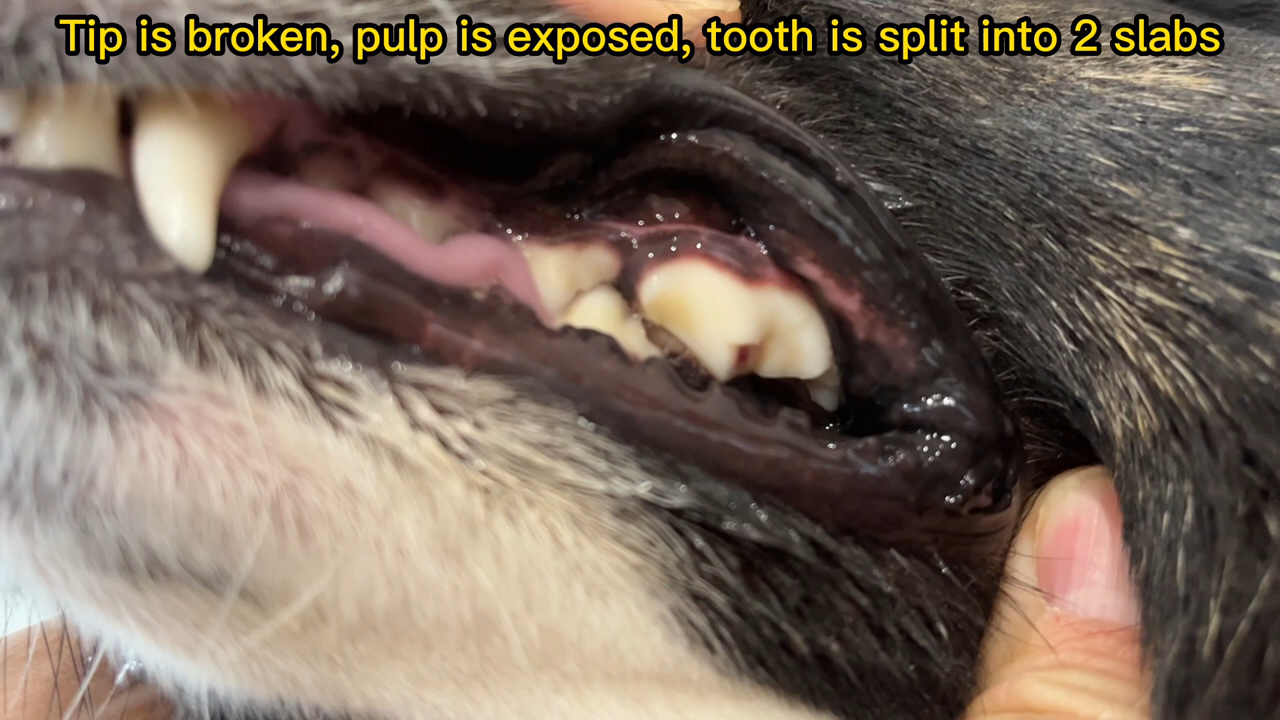 Tip is broken, pulp is exposed, tooth is split into 2 slabs